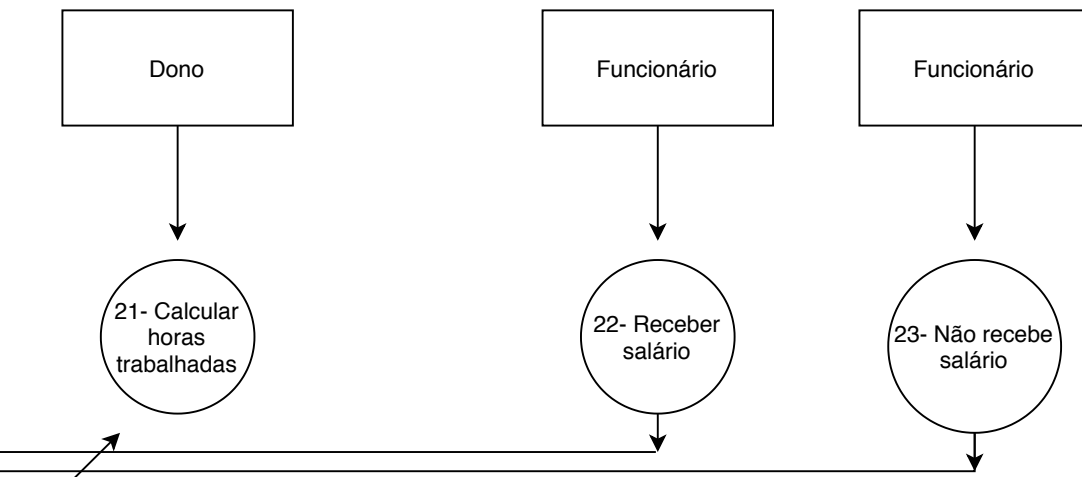 Dono
Funcionário
Funcionário
21- Calcular
horas
trabalhadas
22- Receber
salário
23- Não recebe
salário